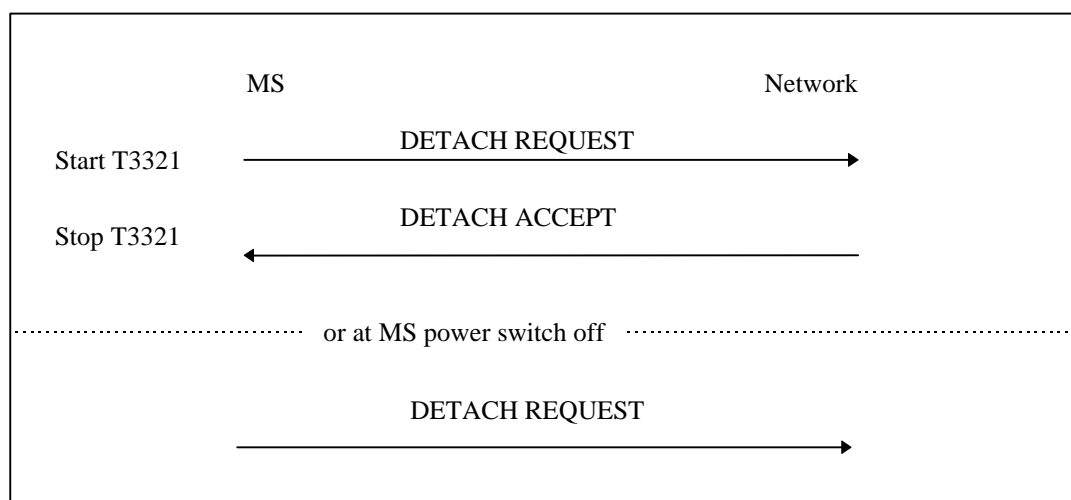 MS Network
DETACH REQUEST
Start T3321
DETACH ACCEPT
Stop T3321
or at MS power switch off
DETACH REQUEST